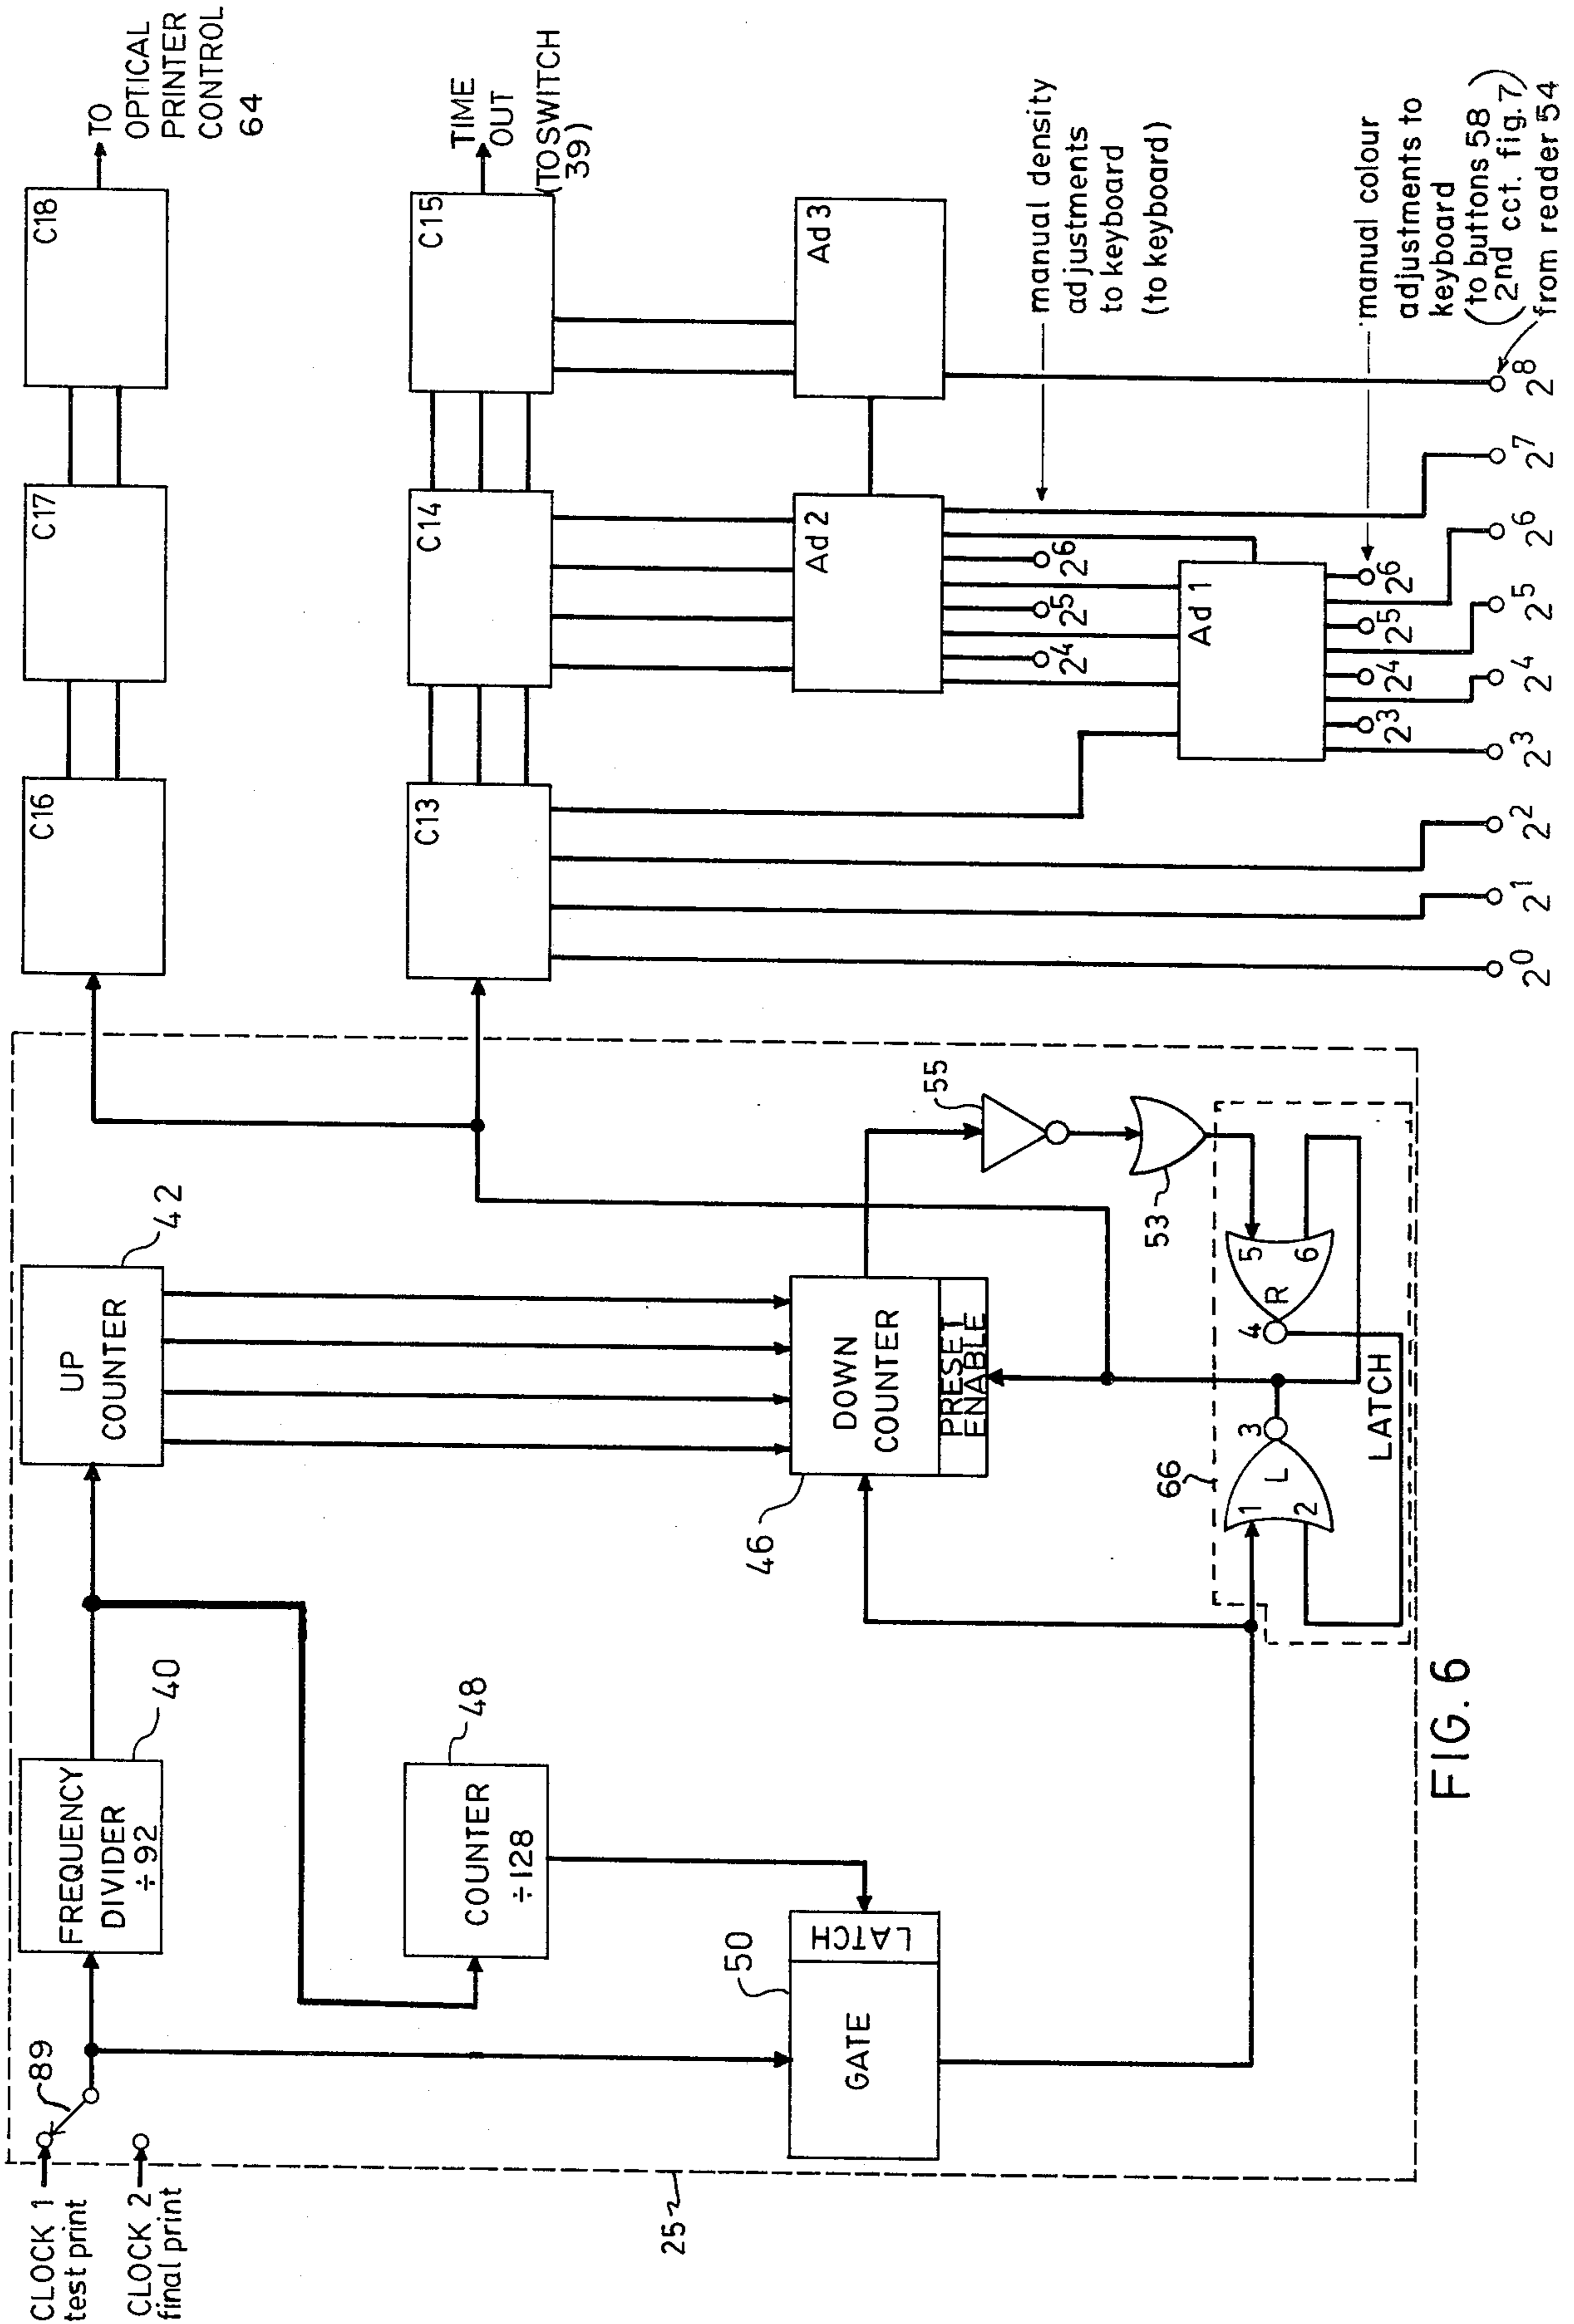 CLOCK 1
test print
CLOCK 2
final print
89
25
FREQUENCY
DIVIDER
÷92
40
UP
COUNTER
42
COUNTER
÷128
48
GATE
LATCH
50
DOWN
COUNTER
PRESET
ENABLE
46
55
53
66
1
2
3
L
4
R
5
6
LATCH
C16
C17
C18
TO
OPTICAL
PRINTER
CONTROL
64
C13
C14
C15
TIME
OUT
(TO SWITCH
39)
Ad 2
Ad 3
Ad 1
2⁴ 2⁵ 2⁶
manual density
adjustments
to keyboard
(to keyboard)
2³ 2⁴ 2⁵ 2⁶
manual colour
adjustments to
keyboard
(to buttons 58)
(2nd cct. fig. 7)
from reader 54
2⁰ 2¹ 2² 2³ 2⁴ 2⁵ 2⁶ 2⁷ 2⁸
FIG. 6